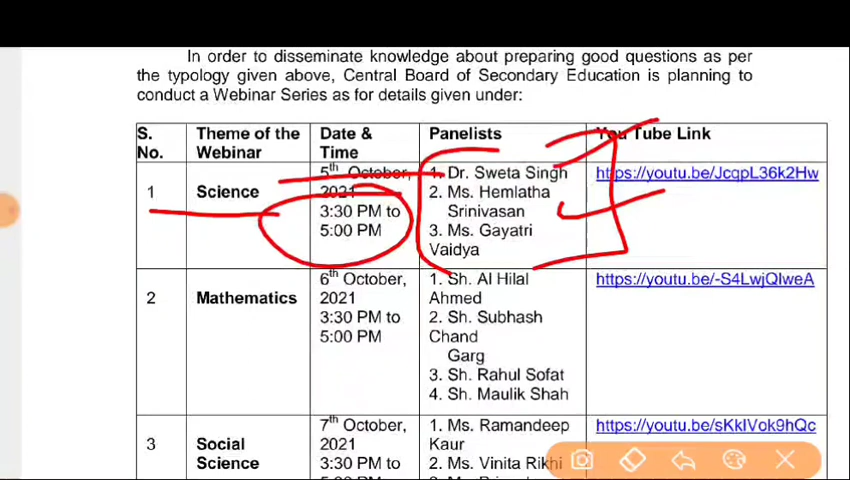 In order to disseminate knowledge about preparing good questions as per
the typology given above, Central Board of Secondary Education is planning to
conduct a Webinar Series as for details given under:
S. No. Theme of the Webinar Date & Time Panelists You Tube Link
1 Science 5th October, 2021 3:30 PM to 5:00 PM
1. Dr. Sweta Singh
2. Ms. Hemlatha
Srinivasan
3. Ms. Gayatri
Vaidya
https://youtu.be/JcqpL36k2Hw
2 Mathematics 6th October, 2021 3:30 PM to 5:00 PM
1. Sh. Al Hilal
Ahmed
2. Sh. Subhash
Chand
Garg
3. Sh. Rahul Sofat
4. Sh. Maulik Shah
https://youtu.be/-S4LwjQIweA
3 Social Science 7th October, 2021 3:30 PM to
1. Ms. Ramandeep
Kaur
2. Ms. Vinita Rikhi
https://youtu.be/sKkIVok9hQc